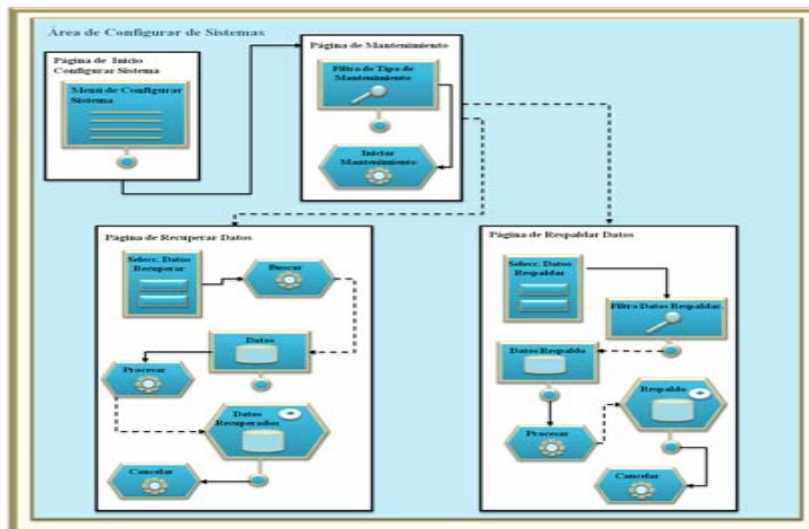 Área de Configurar de Sistemas
Página de Inicio
Configurar Sistema
Menú de Configurar
Sistema
Página de Mantenimiento
Filtro de Tipo de
Mantenimiento
Iniciar
Mantenimiento
Página de Recuperar Datos
Selecc. Datos
Recuperar
Buscar
Datos
Procesar
Datos
Recuperados
Cancelar
Página de Respaldar Datos
Selecc. Datos
Respaldar
Filtro Datos Respaldar.
Datos Respaldo
Respaldo
Procesar
Cancelar